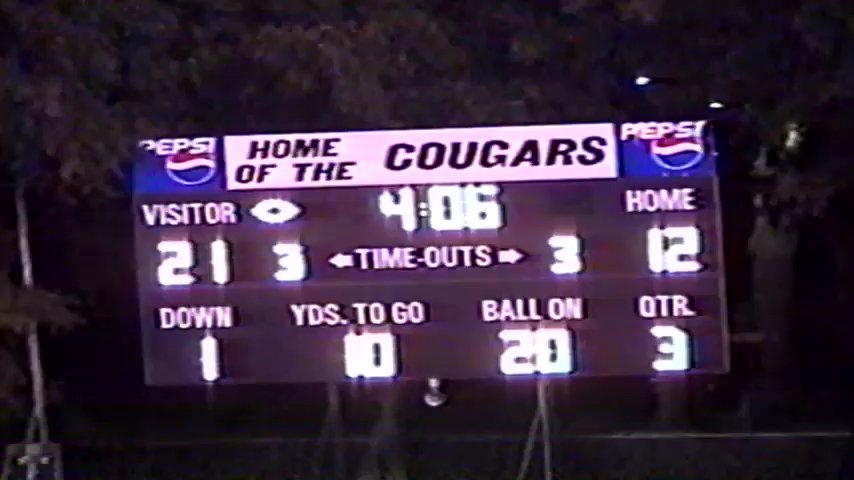 PEPSI HOME OF THE COUGARS PEPSI
VISITOR 4:06 HOME
21 3 ←TIME-OUTS→ 3 12
DOWN YDS. TO GO BALL ON QTR.
1 10 20 3